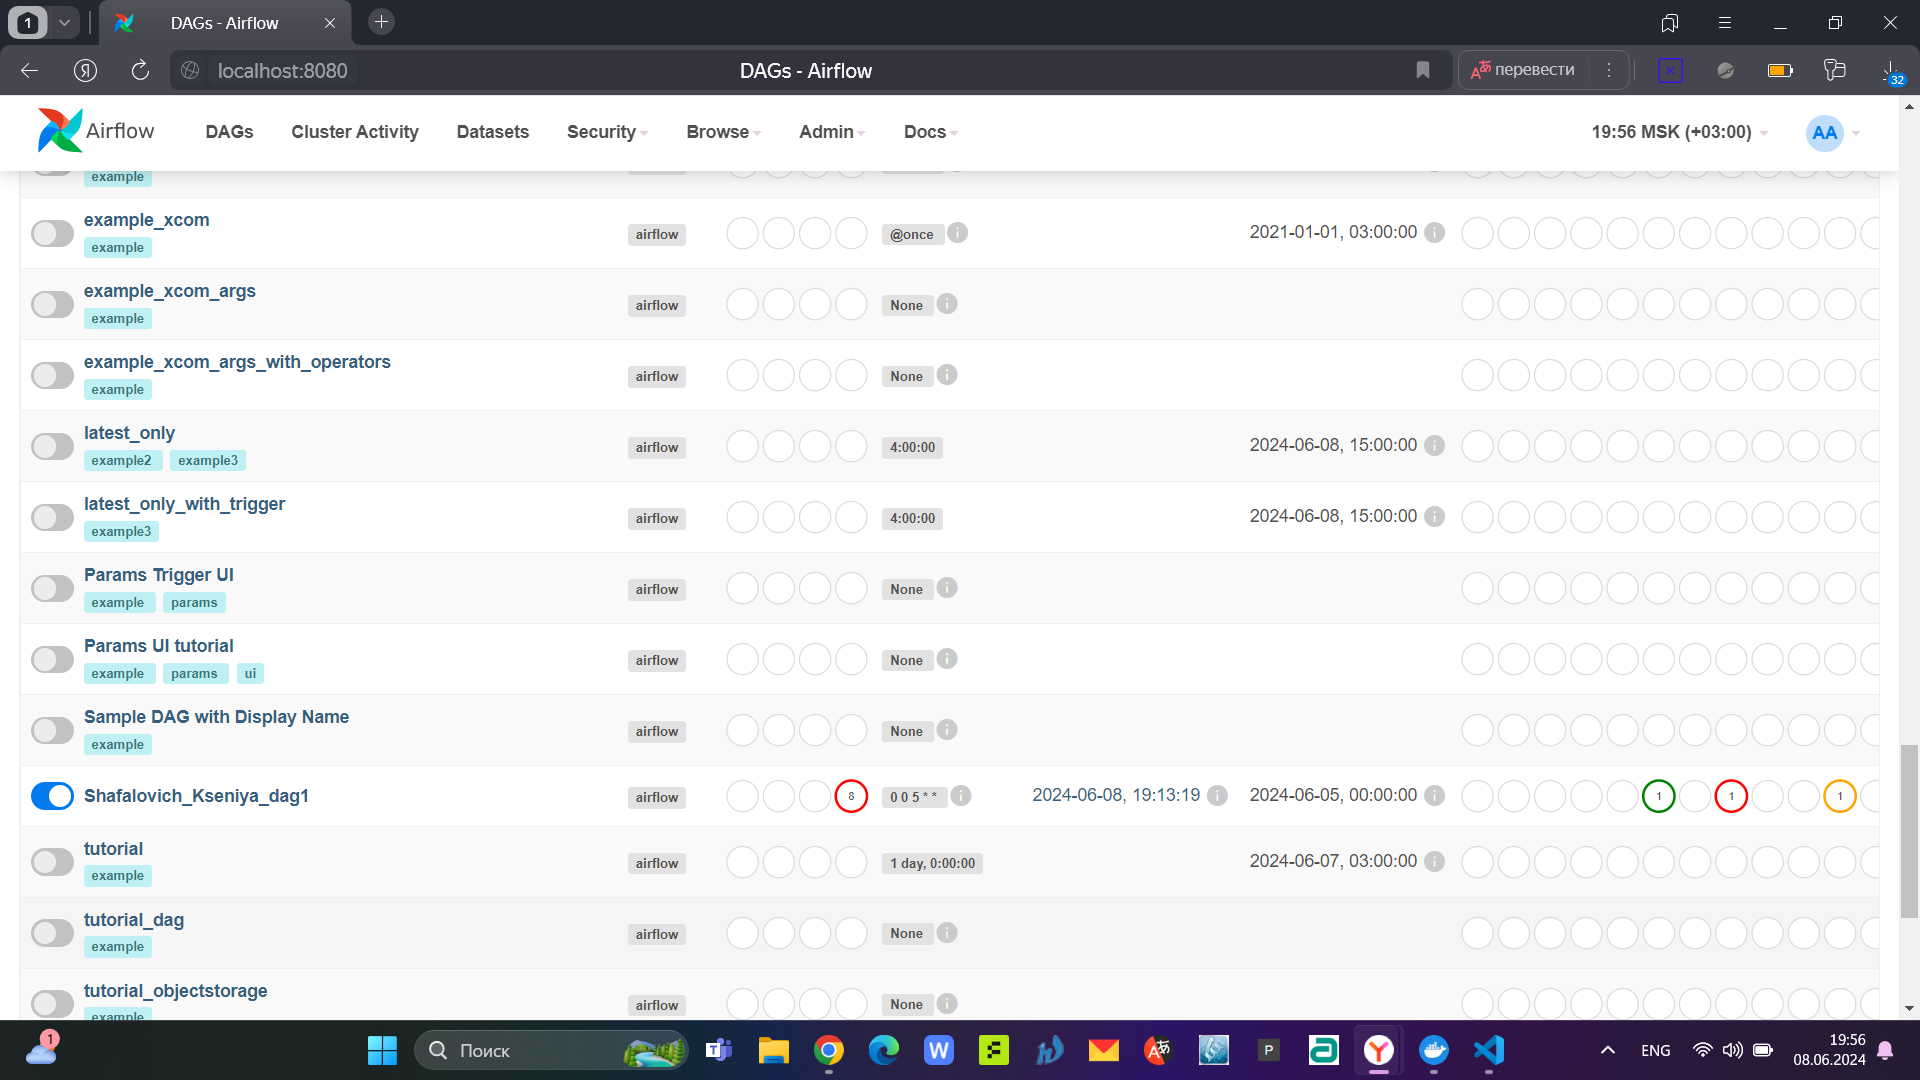 1
DAGs - Airflow
localhost:8080
DAGs - Airflow
перевести
32
Airflow
DAGs
Cluster Activity
Datasets
Security
Browse
Admin
Docs
19:56 MSK (+03:00)
AA
example
example_xcom
example
airflow
@once
2021-01-01, 03:00:00
example_xcom_args
example
airflow
None
example_xcom_args_with_operators
example
airflow
None
latest_only
example2 example3
airflow
4:00:00
2024-06-08, 15:00:00
latest_only_with_trigger
example3
airflow
4:00:00
2024-06-08, 15:00:00
Params Trigger UI
example params
airflow
None
Params UI tutorial
example params ui
airflow
None
Sample DAG with Display Name
example
airflow
None
Shafalovich_Kseniya_dag1
airflow
8
0 0 5 * *
2024-06-08, 19:13:19
2024-06-05, 00:00:00
1
1
1
tutorial
example
airflow
1 day, 0:00:00
2024-06-07, 03:00:00
tutorial_dag
example
airflow
None
tutorial_objectstorage
example
airflow
None
1
Поиск
ENG
19:56
08.06.2024